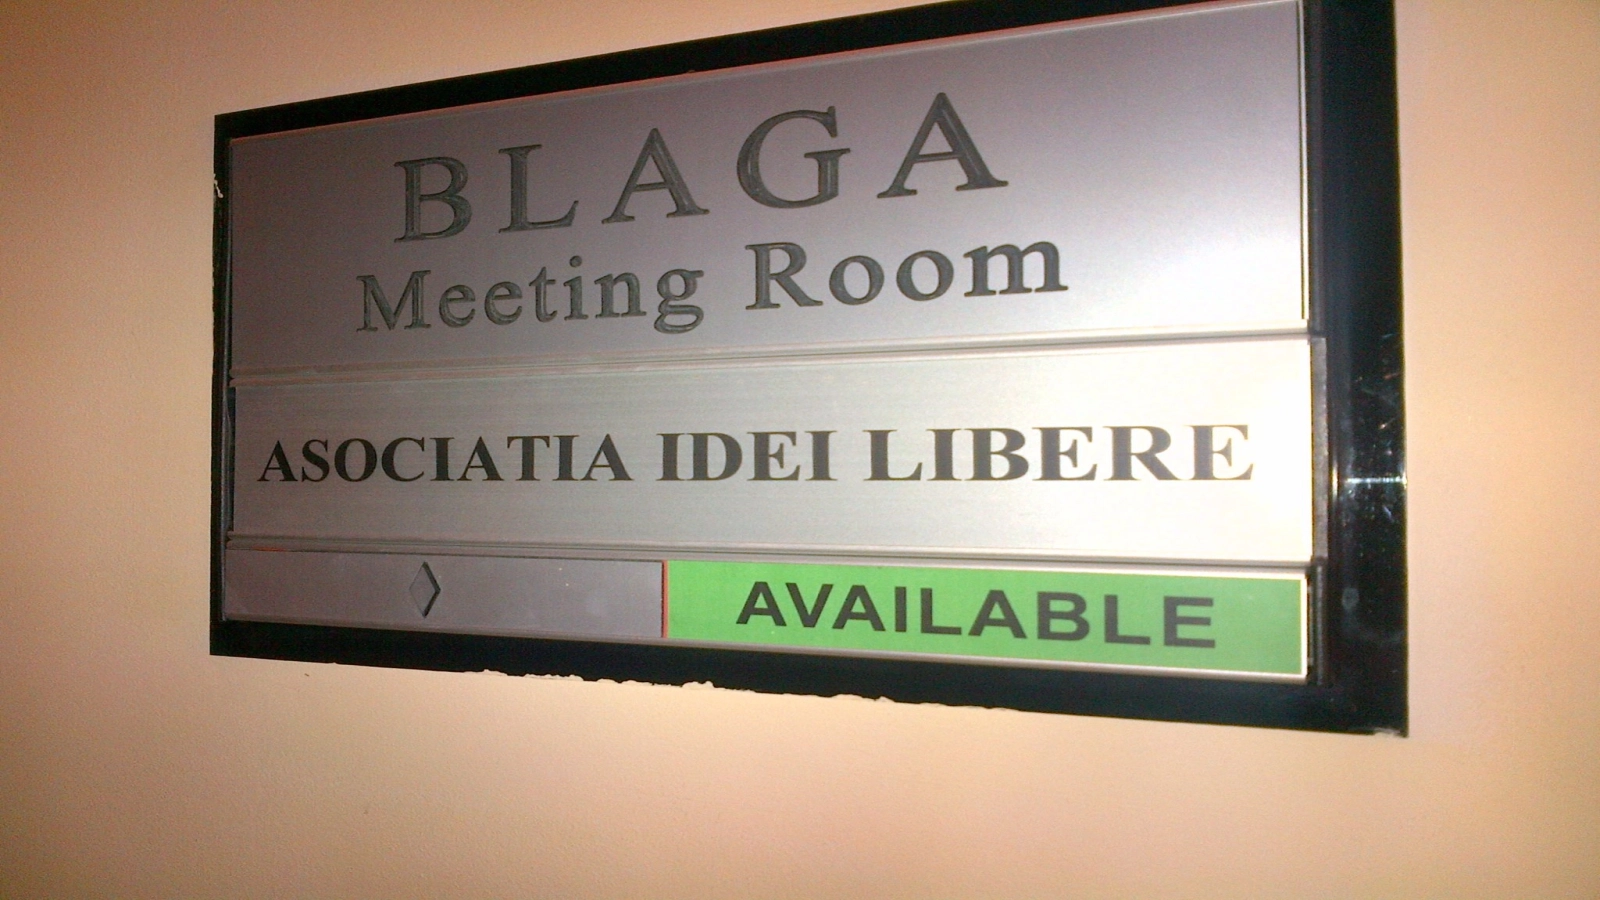 BLAGA
Meeting Room
ASOCIATIA IDEI LIBERE
AVAILABLE